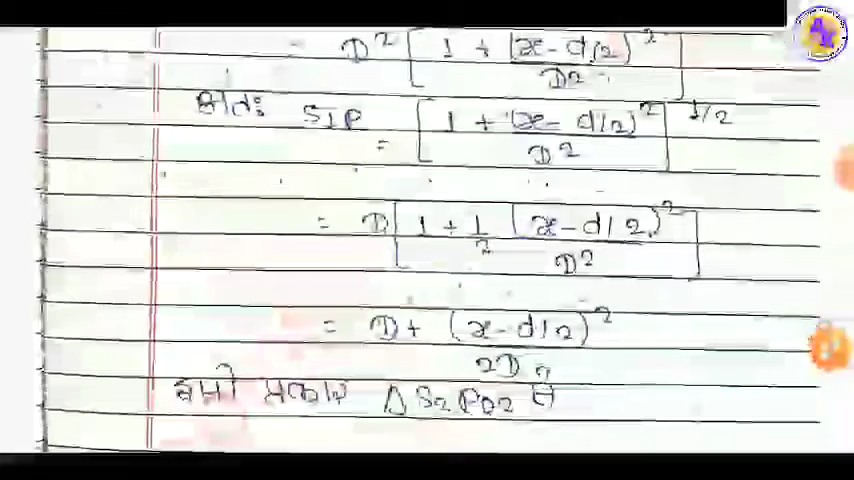 = D² [1 + (x - d/2)² / D²]
अतः S₁P = [1 + (x - d/2)² / D²]^1/2
= D [1 + 1/2 (x - d/2)² / D²]
= D + (x - d/2)² / 2D
इसी प्रकार Δ S₂PQ₂ से